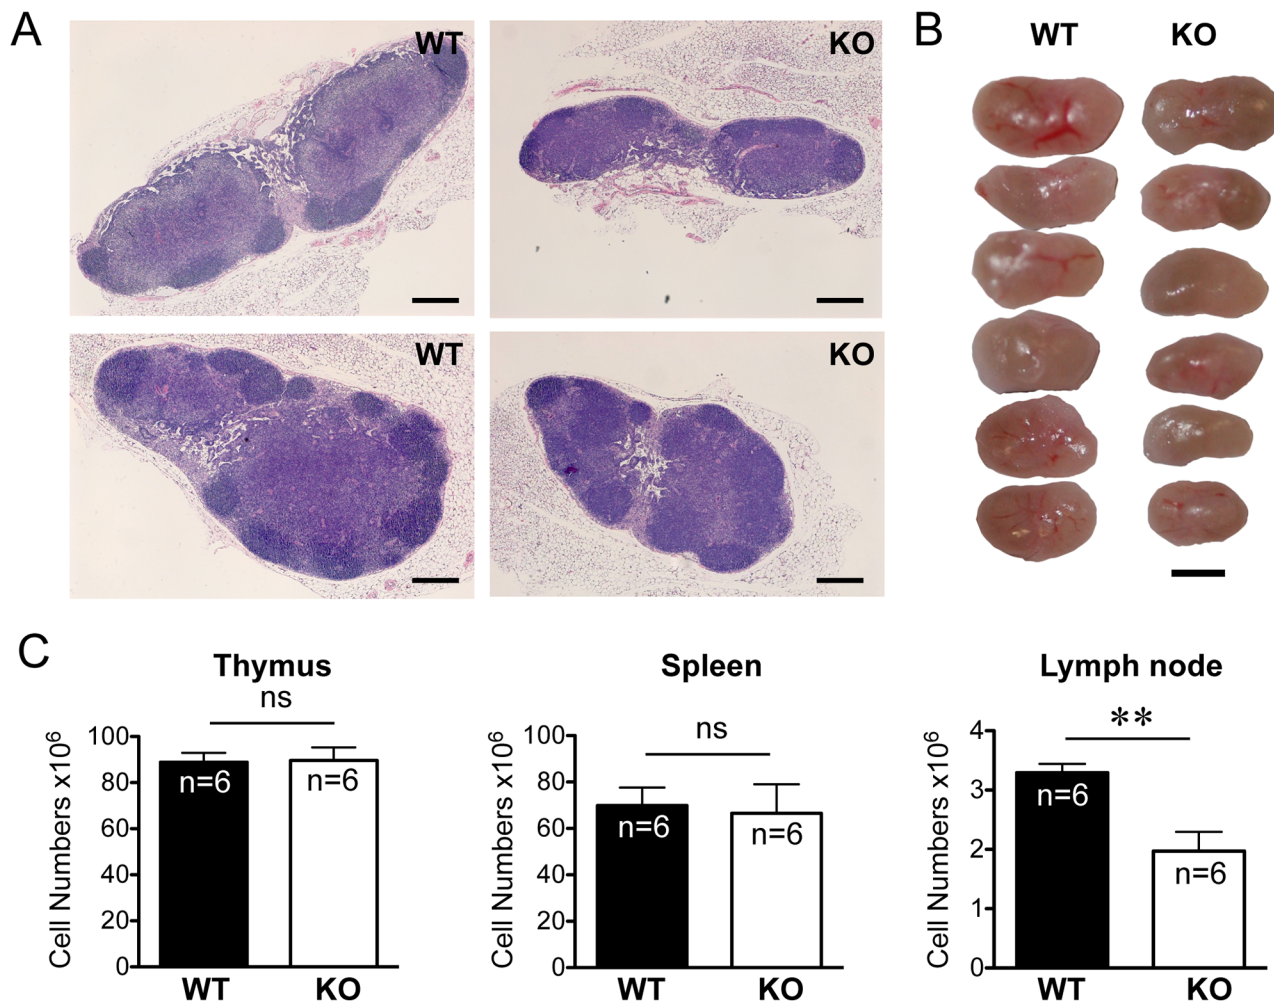 A
WT
KO
WT
KO
B
WT
KO
C
Thymus
ns
Cell Numbers x10⁶
100
80
60
40
20
0
n=6
n=6
WT
KO
Spleen
ns
Cell Numbers x10⁶
100
80
60
40
20
0
n=6
n=6
WT
KO
Lymph node
**
Cell Numbers x10⁶
4
3
2
1
0
n=6
n=6
WT
KO